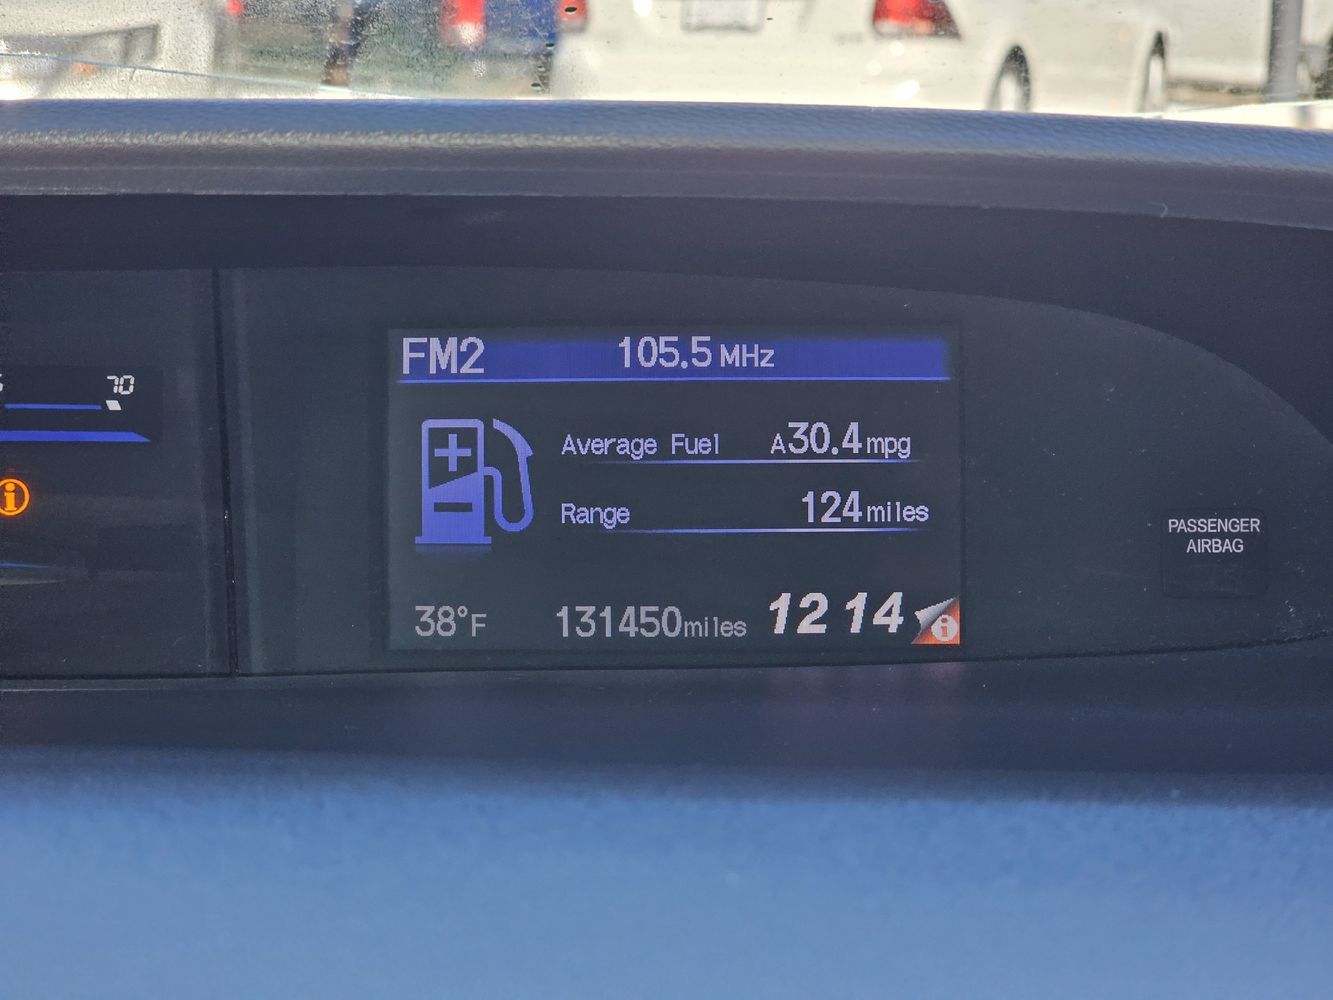 FM2 105.5 MHz
70
Average Fuel A30.4 mpg
Range 124 miles
PASSENGER
AIRBAG
38°F 131450 miles 12 14